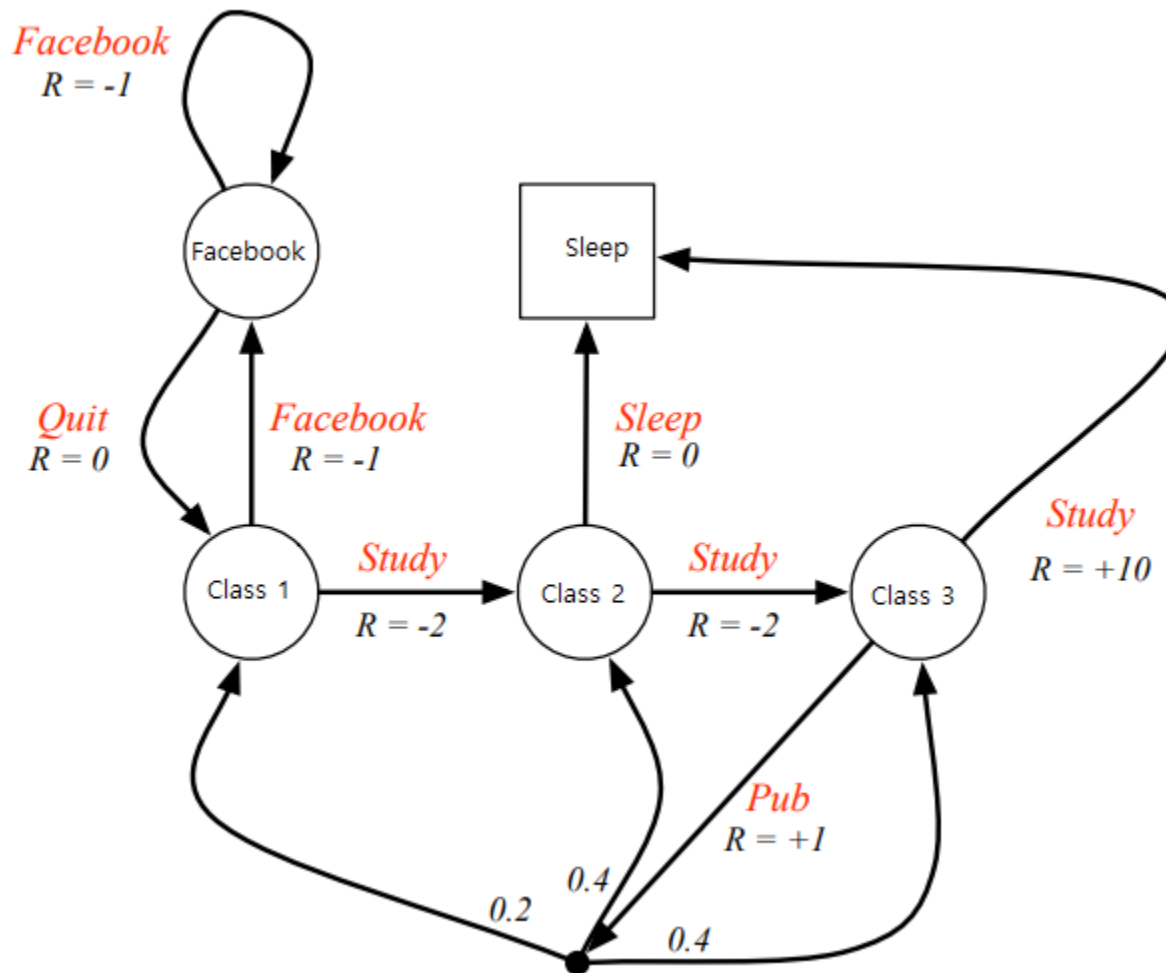 Facebook
R = -1
Facebook
Sleep
Quit
R = 0
Facebook
R = -1
Sleep
R = 0
Study
R = +10
Class 1
Study
R = -2
Class 2
Study
R = -2
Class 3
Pub
R = +1
0.4
0.2
0.4